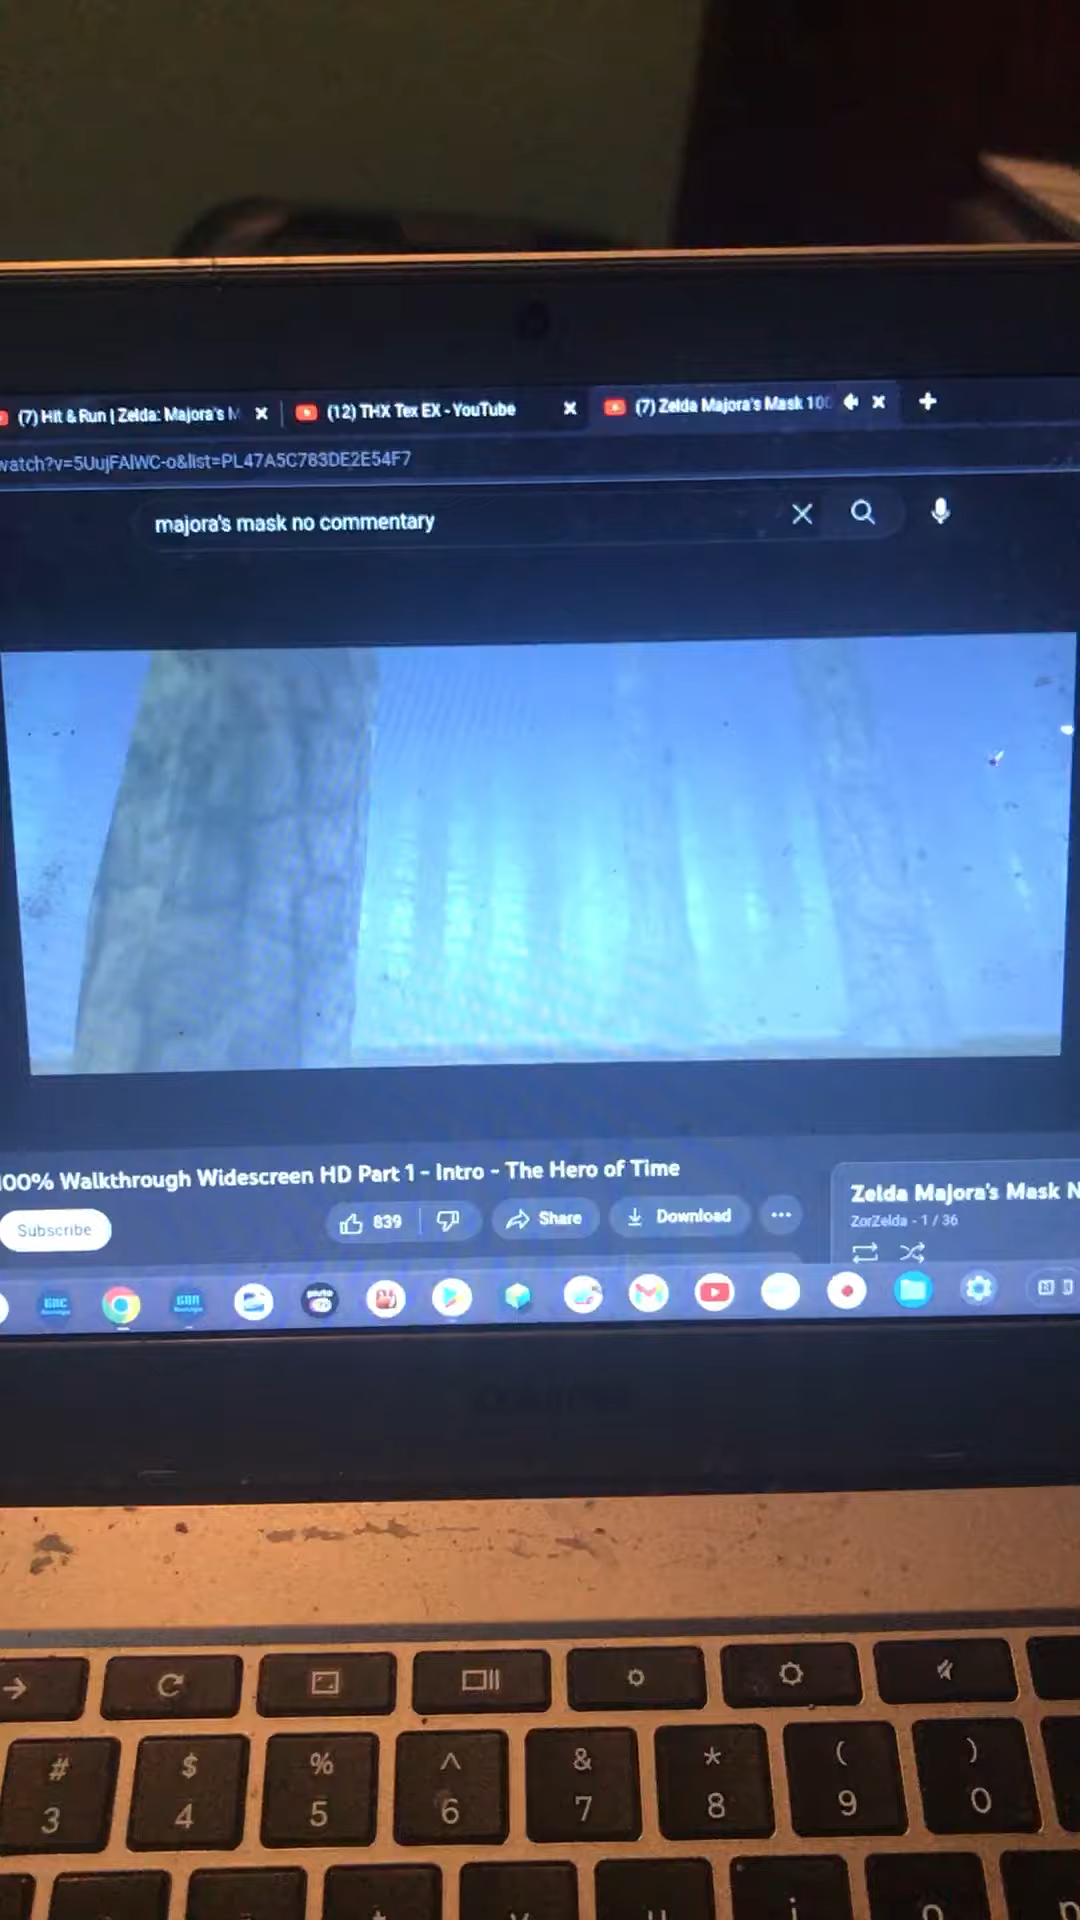 (7) Hit & Run | Zelda: Majora's M
(12) THX Tex EX - YouTube
(7) Zelda Majora's Mask 100
watch?v=5UujFAlWC-o&list=PL47A5C783DE2E54F7
majora's mask no commentary
100% Walkthrough Widescreen HD Part 1 - Intro - The Hero of Time
Subscribe
839
Share
Download
Zelda Majora's Mask N
ZorZelda - 1 / 36
# $ % ^ & * ( )
3 4 5 6 7 8 9 0